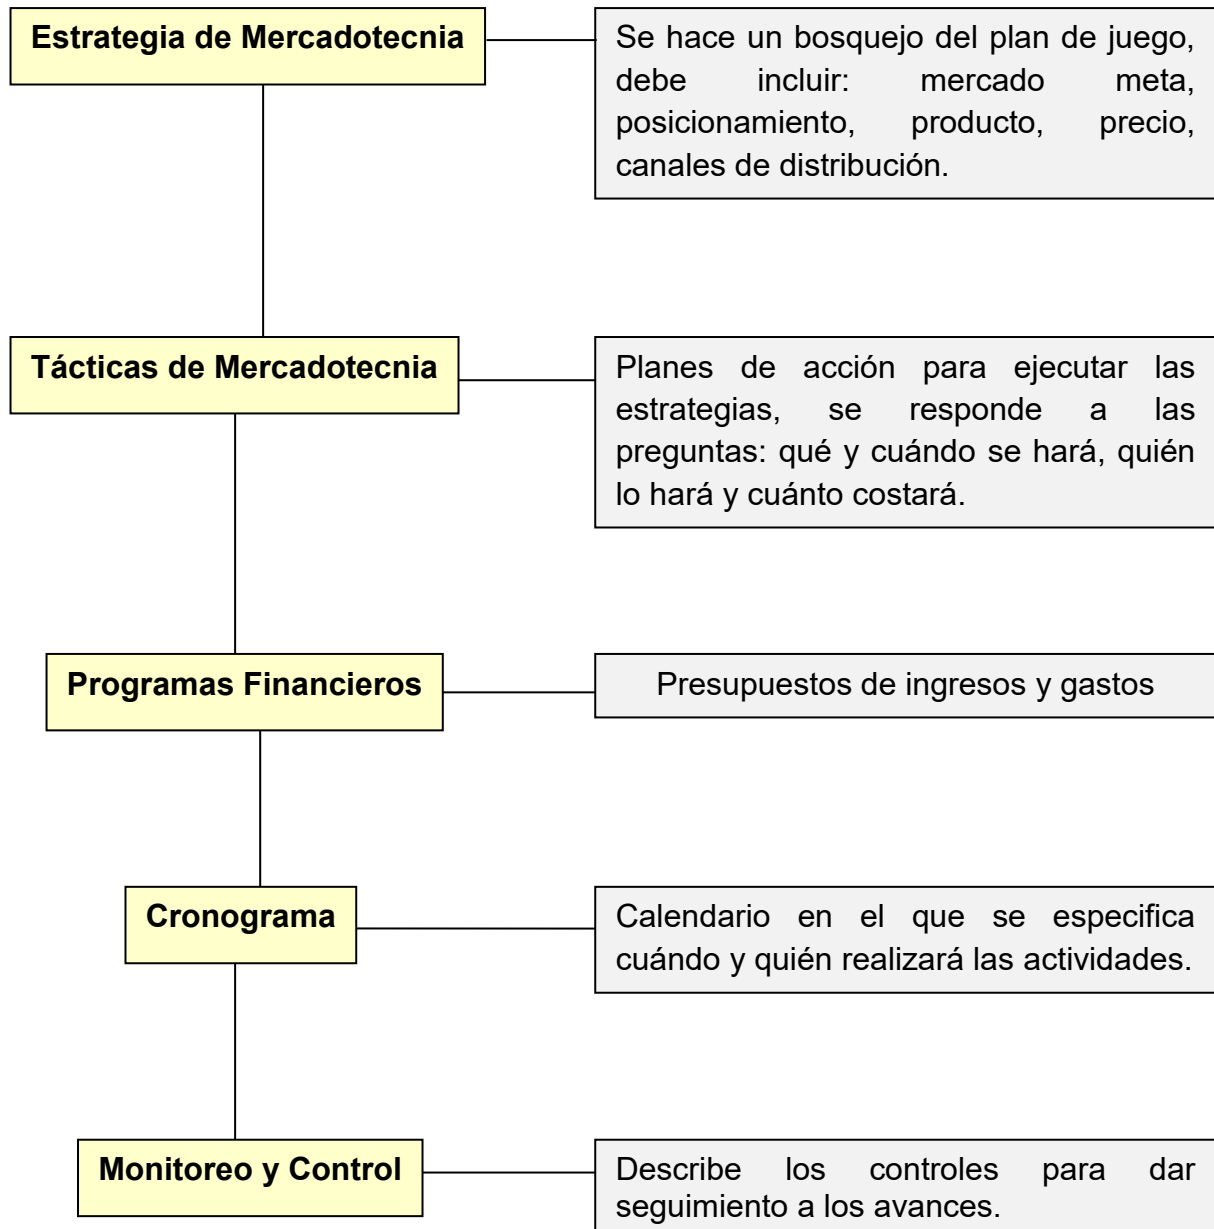 Estrategia de Mercadotecnia
Se hace un bosquejo del plan de juego,
debe incluir: mercado meta,
posicionamiento, producto, precio,
canales de distribución.
Tácticas de Mercadotecnia
Planes de acción para ejecutar las
estrategias, se responde a las
preguntas: qué y cuándo se hará, quién
lo hará y cuánto costará.
Programas Financieros
Presupuestos de ingresos y gastos
Cronograma
Calendario en el que se especifica
cuándo y quién realizará las actividades.
Monitoreo y Control
Describe los controles para dar
seguimiento a los avances.